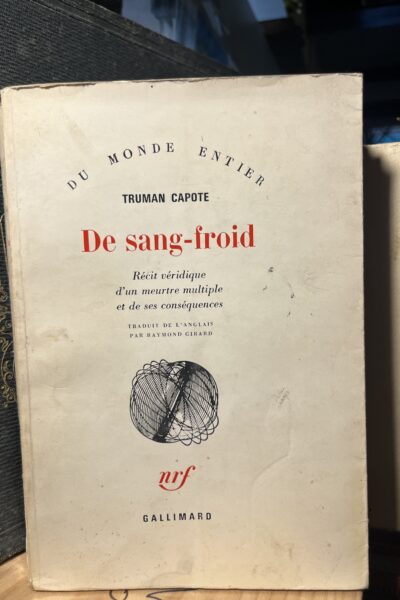 DU MONDE ENTIER
TRUMAN CAPOTE
De sang-froid
Récit véridique
d'un meurtre multiple
et de ses conséquences
TRADUIT DE L'ANGLAIS
PAR RAYMOND GIRARD
nrf
GALLIMARD